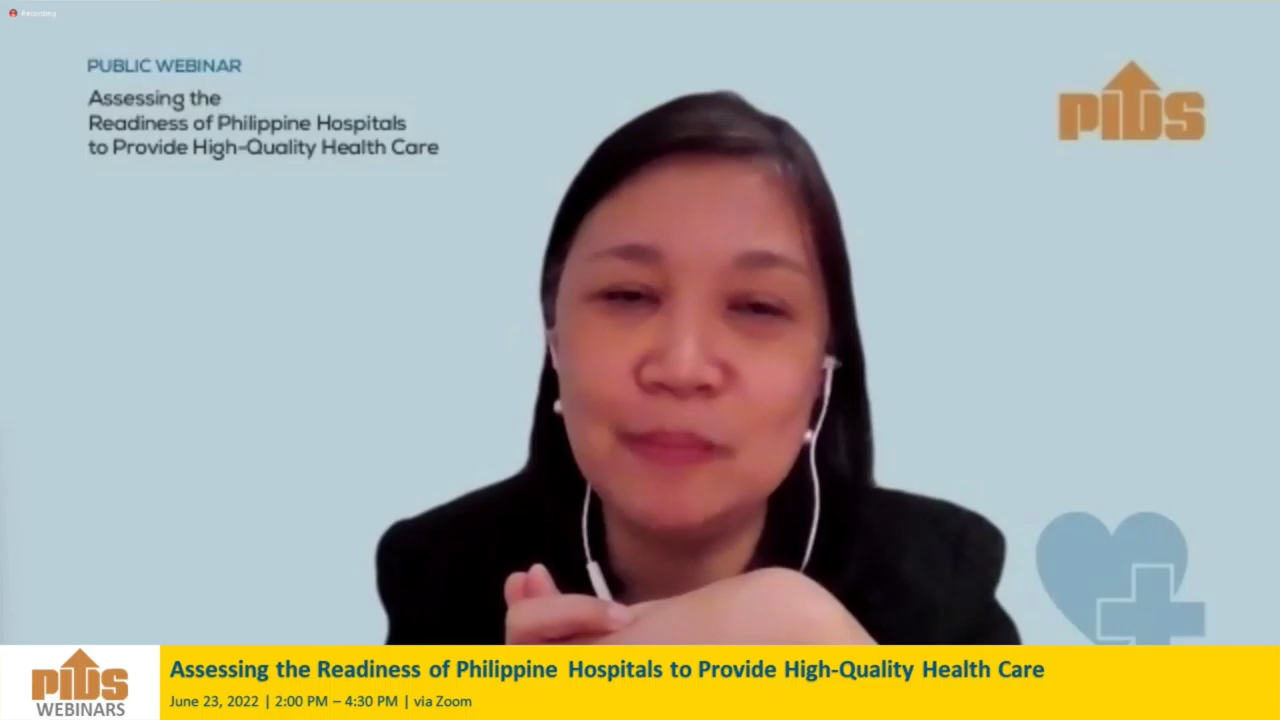 Recording
PUBLIC WEBINAR
Assessing the
Readiness of Philippine Hospitals
to Provide High-Quality Health Care
PIDS
PIDS
WEBINARS
Assessing the Readiness of Philippine Hospitals to Provide High-Quality Health Care
June 23, 2022 | 2:00 PM – 4:30 PM | via Zoom